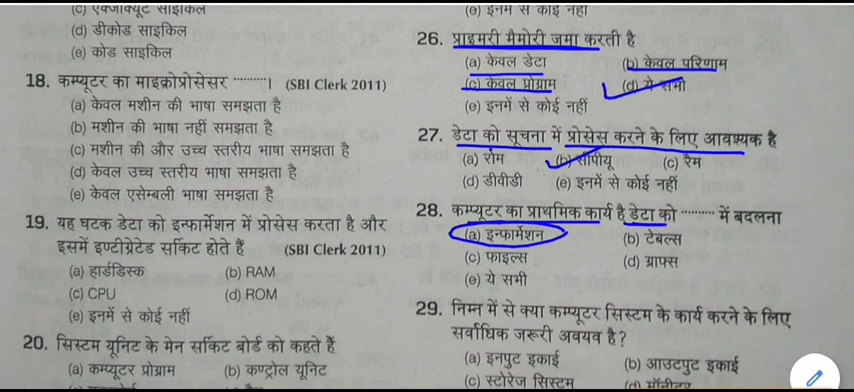 (c) एक्जीक्यूट साइकिल
(d) डीकोड साइकिल
(e) कोड साइकिल
18. कम्प्यूटर का माइक्रोप्रोसेसर ..........। (SBI Clerk 2011)
(a) केवल मशीन की भाषा समझता है
(b) मशीन की भाषा नहीं समझता है
(c) मशीन की और उच्च स्तरीय भाषा समझता है
(d) केवल उच्च स्तरीय भाषा समझता है
(e) केवल एसेम्बली भाषा समझता है
19. यह घटक डेटा को इन्फार्मेशन में प्रोसेस करता है और
इसमें इण्टीग्रेटेड सर्किट होते हैं (SBI Clerk 2011)
(a) हार्डडिस्क (b) RAM
(c) CPU (d) ROM
(e) इनमें से कोई नहीं
20. सिस्टम यूनिट के मेन सर्किट बोर्ड को कहते हैं
(a) कम्प्यूटर प्रोग्राम (b) कण्ट्रोल यूनिट
(e) इनमें से कोई नहीं
26. प्राइमरी मैमोरी जमा करती है
(a) केवल डेटा (b) केवल परिणाम
(c) केवल प्रोग्राम (d) ये सभी
(e) इनमें से कोई नहीं
27. डेटा को सूचना में प्रोसेस करने के लिए आवश्यक है
(a) रोम (b) सीपीयू (c) रैम
(d) डीवीडी (e) इनमें से कोई नहीं
28. कम्प्यूटर का प्राथमिक कार्य है डेटा को .......... में बदलना
(a) इन्फार्मेशन (b) टेबल्स
(c) फाइल्स (d) ग्राफ्स
(e) ये सभी
29. निम्न में से क्या कम्प्यूटर सिस्टम के कार्य करने के लिए
सर्वाधिक जरूरी अवयव है?
(a) इनपुट इकाई (b) आउटपुट इकाई
(c) स्टोरेज सिस्टम (d) मॉनीटर